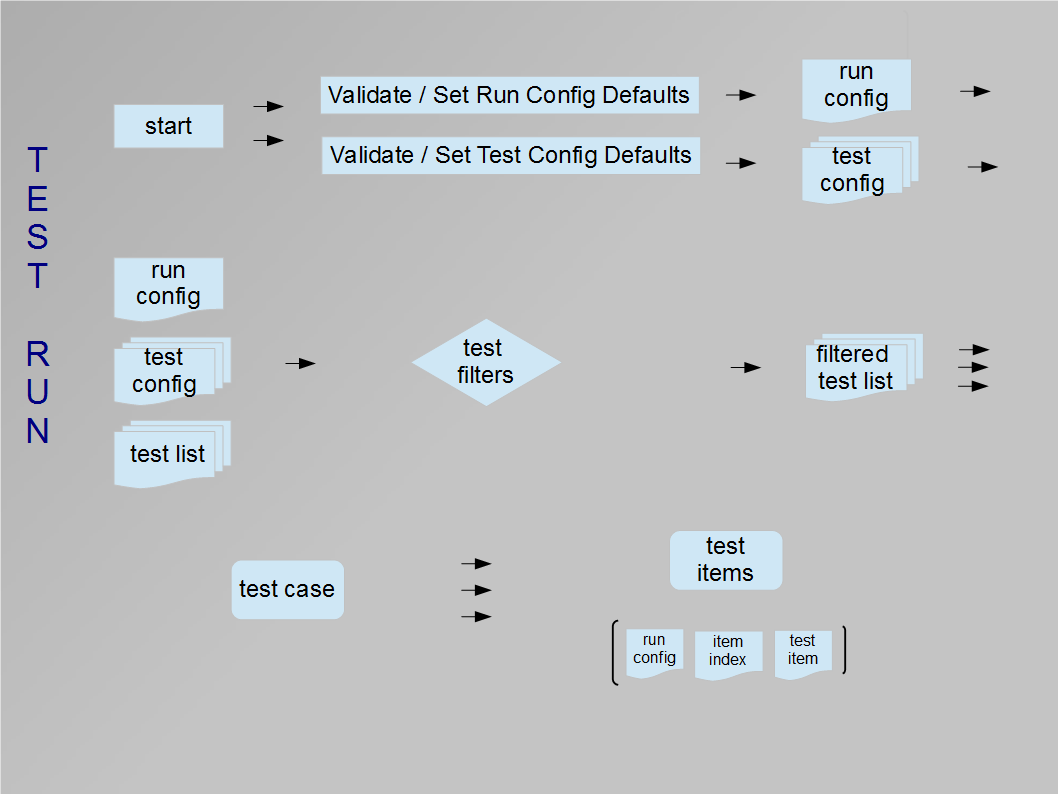 TEST RUN
start
Validate / Set Run Config Defaults
Validate / Set Test Config Defaults
run
config
test
config
run
config
test
config
test list
test
filters
filtered
test list
test case
test
items
run
config
item
index
test
item